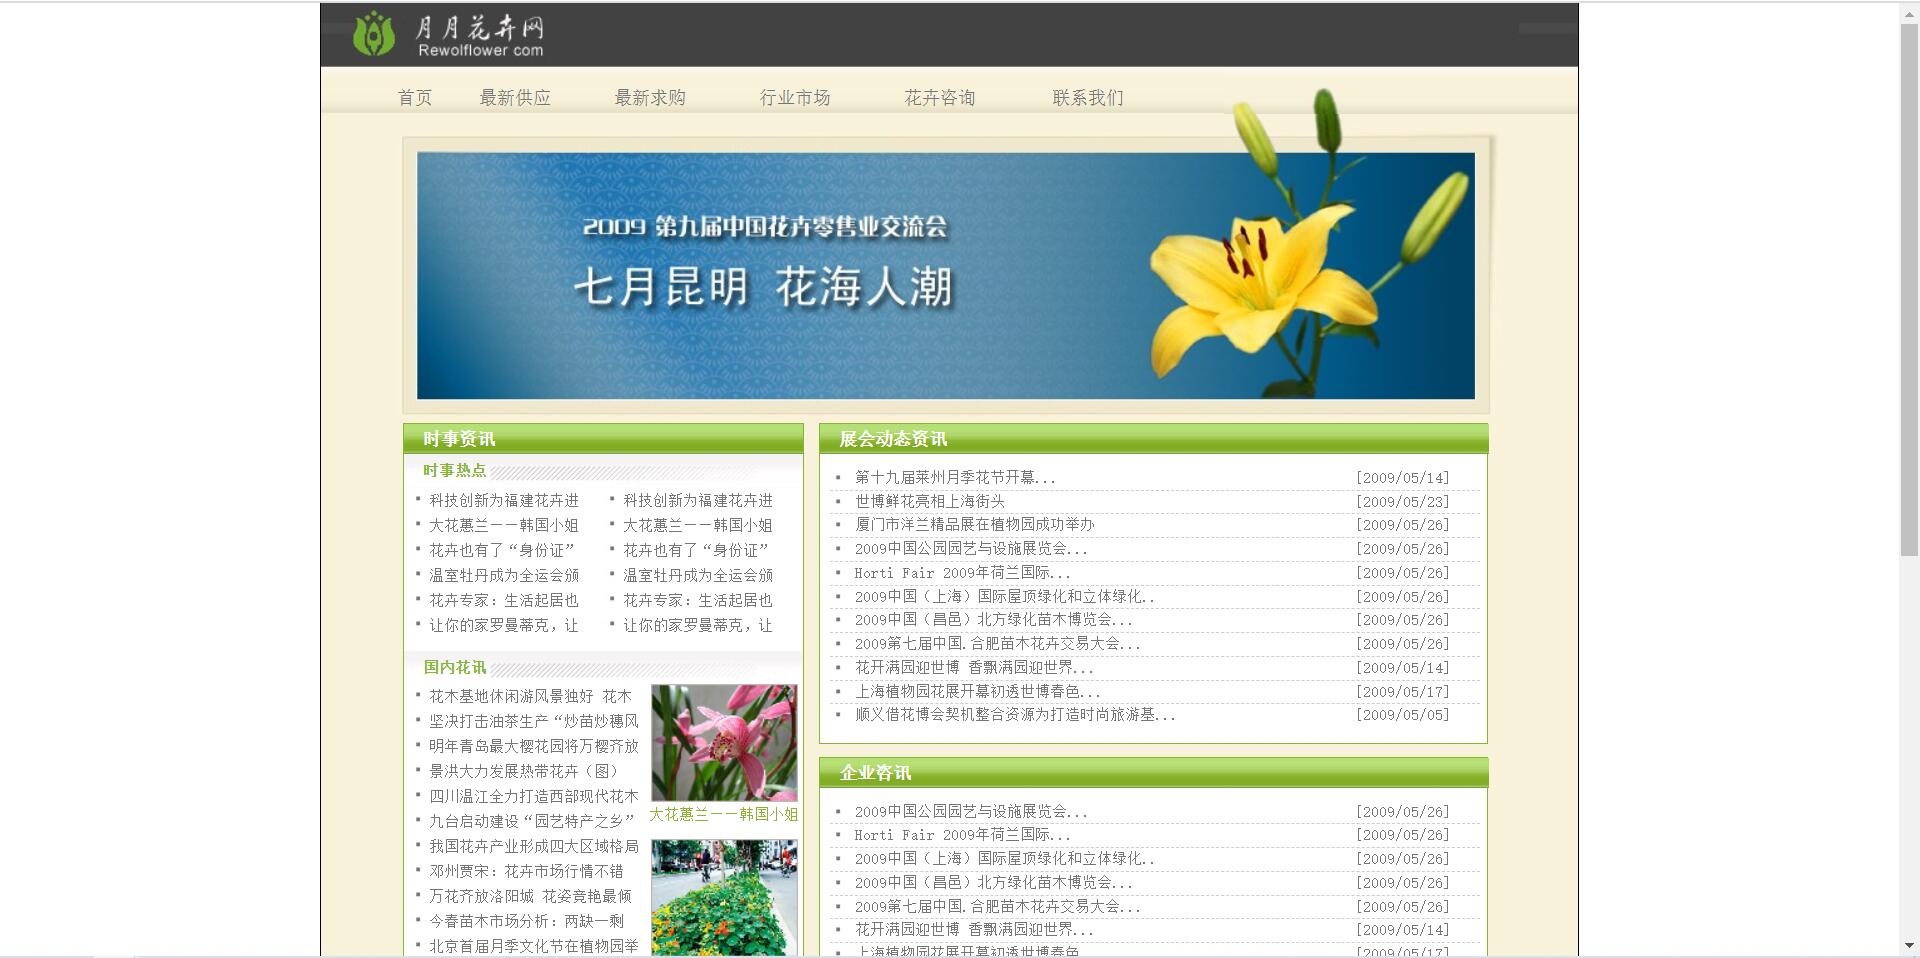 月月花卉网
Rewolflower com
首页 最新供应 最新求购 行业市场 花卉咨询 联系我们
2009 第九届中国花卉零售业交流会
七月昆明 花海人潮
时事资讯
时事热点
科技创新为福建花卉进 科技创新为福建花卉进
大花蕙兰－－韩国小姐 大花蕙兰－－韩国小姐
花卉也有了“身份证” 花卉也有了“身份证”
温室牡丹成为全运会颁 温室牡丹成为全运会颁
花卉专家：生活起居也 花卉专家：生活起居也
让你的家罗曼蒂克，让 让你的家罗曼蒂克，让
国内花讯
花木基地休闲游风景独好 花木
坚决打击油茶生产“炒苗炒穗风
明年青岛最大樱花园将万樱齐放
景洪大力发展热带花卉（图）
四川温江全力打造西部现代花木
九台启动建设“园艺特产之乡”
我国花卉产业形成四大区域格局
邓州贾宋：花卉市场行情不错
万花齐放洛阳城 花姿竞艳最倾
今春苗木市场分析：两缺一剩
北京首届月季文化节在植物园举
大花蕙兰－－韩国小姐
展会动态资讯
第十九届莱州月季花节开幕... [2009/05/14]
世博鲜花亮相上海街头 [2009/05/23]
厦门市洋兰精品展在植物园成功举办 [2009/05/26]
2009中国公园园艺与设施展览会... [2009/05/26]
Horti Fair 2009年荷兰国际... [2009/05/26]
2009中国（上海）国际屋顶绿化和立体绿化.. [2009/05/26]
2009中国（昌邑）北方绿化苗木博览会... [2009/05/26]
2009第七届中国.合肥苗木花卉交易大会... [2009/05/26]
花开满园迎世博 香飘满园迎世界... [2009/05/14]
上海植物园花展开幕初透世博春色... [2009/05/17]
顺义借花博会契机整合资源为打造时尚旅游基... [2009/05/05]
企业咨讯
2009中国公园园艺与设施展览会... [2009/05/26]
Horti Fair 2009年荷兰国际... [2009/05/26]
2009中国（上海）国际屋顶绿化和立体绿化.. [2009/05/26]
2009中国（昌邑）北方绿化苗木博览会... [2009/05/26]
2009第七届中国.合肥苗木花卉交易大会... [2009/05/26]
花开满园迎世博 香飘满园迎世界... [2009/05/14]
上海植物园花展开幕初透世博春色... [2009/05/17]